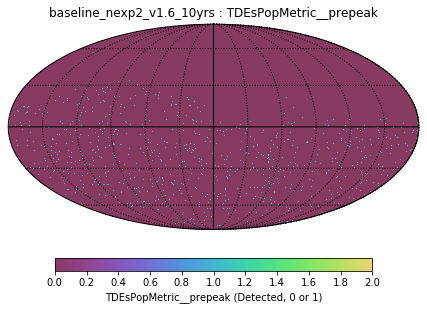 baseline_nexp2_v1.6_10yrs : TDEsPopMetric__prepeak
0.0 0.2 0.4 0.6 0.8 1.0 1.2 1.4 1.6 1.8 2.0
TDEsPopMetric__prepeak (Detected, 0 or 1)